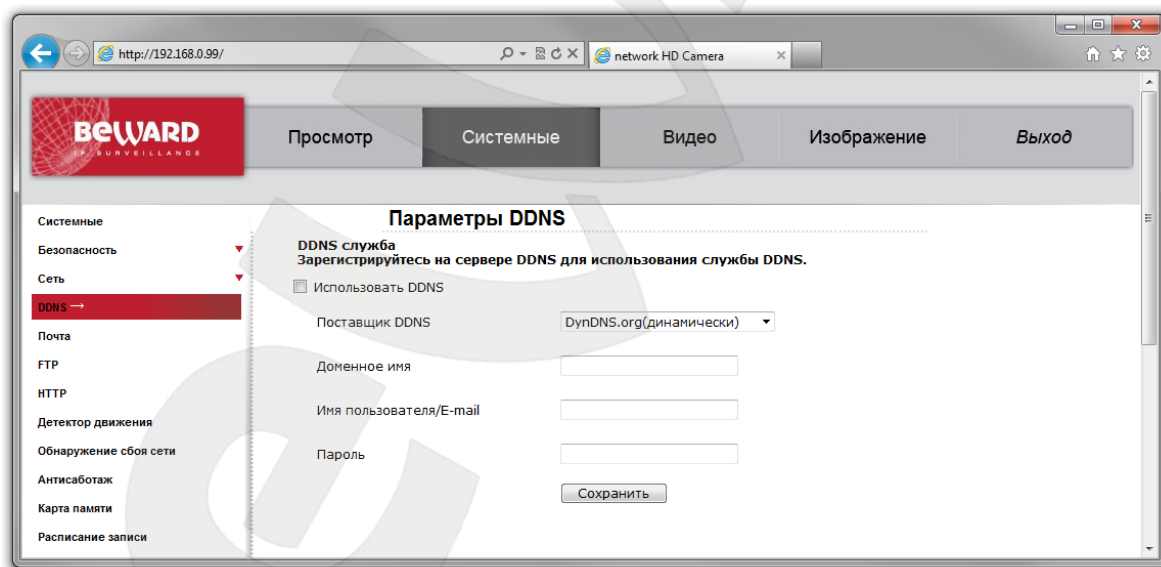 http://192.168.0.99/
network HD Camera
BEWARD
IP SURVEILLANCE
Просмотр
Системные
Видео
Изображение
Выход
Системные
Безопасность
Сеть
DDNS →
Почта
FTP
HTTP
Детектор движения
Обнаружение сбоя сети
Антисаботаж
Карта памяти
Расписание записи
Параметры DDNS
DDNS служба
Зарегистрируйтесь на сервере DDNS для использования службы DDNS.
Использовать DDNS
Поставщик DDNS
DynDNS.org(динамически)
Доменное имя
Имя пользователя/E-mail
Пароль
Сохранить